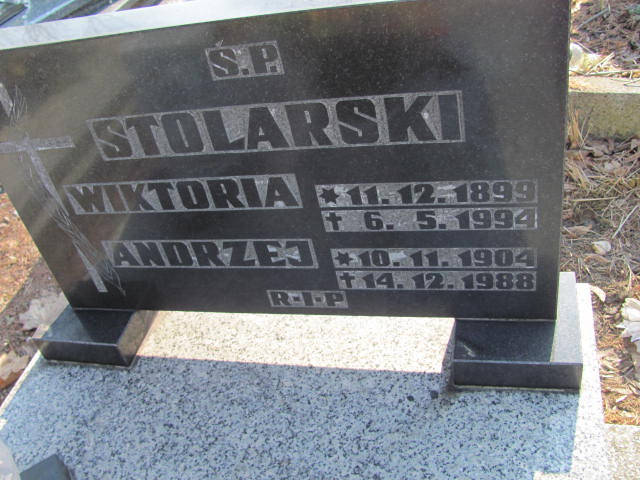 Ś.P.
STOLARSKI
WIKTORIA ★11.12.1899
✝ 6. 5.1994
ANDRZEJ ★10.11.1904
✝14.12.1988
R-I-P